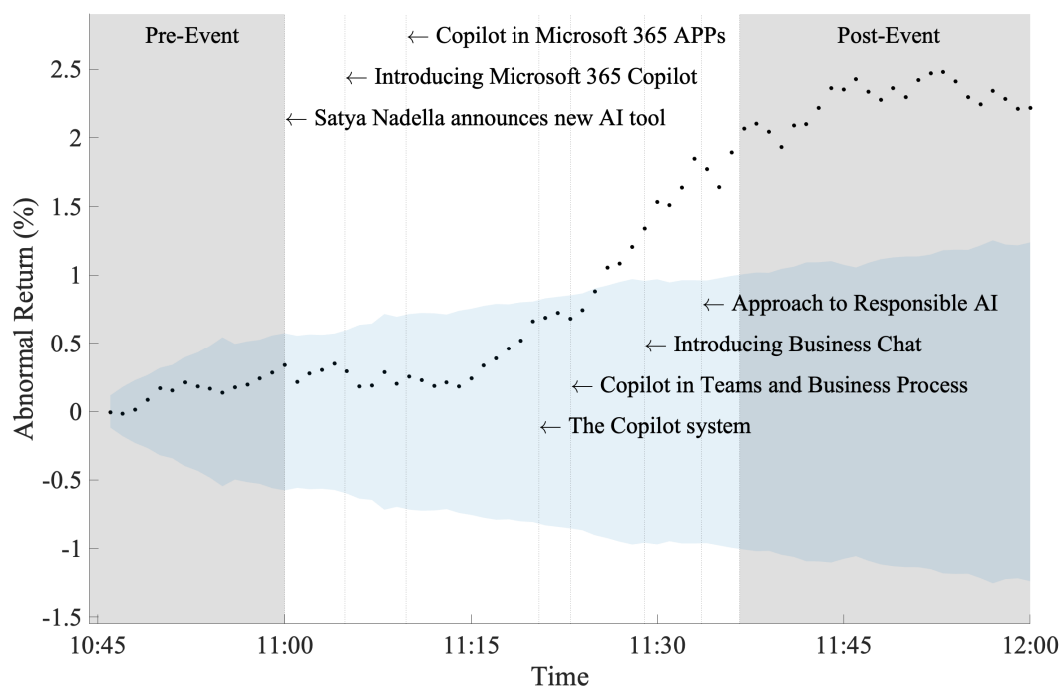 Pre-Event
← Copilot in Microsoft 365 APPs
Post-Event
← Introducing Microsoft 365 Copilot
← Satya Nadella announces new AI tool
← Approach to Responsible AI
← Introducing Business Chat
← Copilot in Teams and Business Process
← The Copilot system
Abnormal Return (%)
2.5
2
1.5
1
0.5
0
-0.5
-1
-1.5
10:45 11:00 11:15 11:30 11:45 12:00
Time